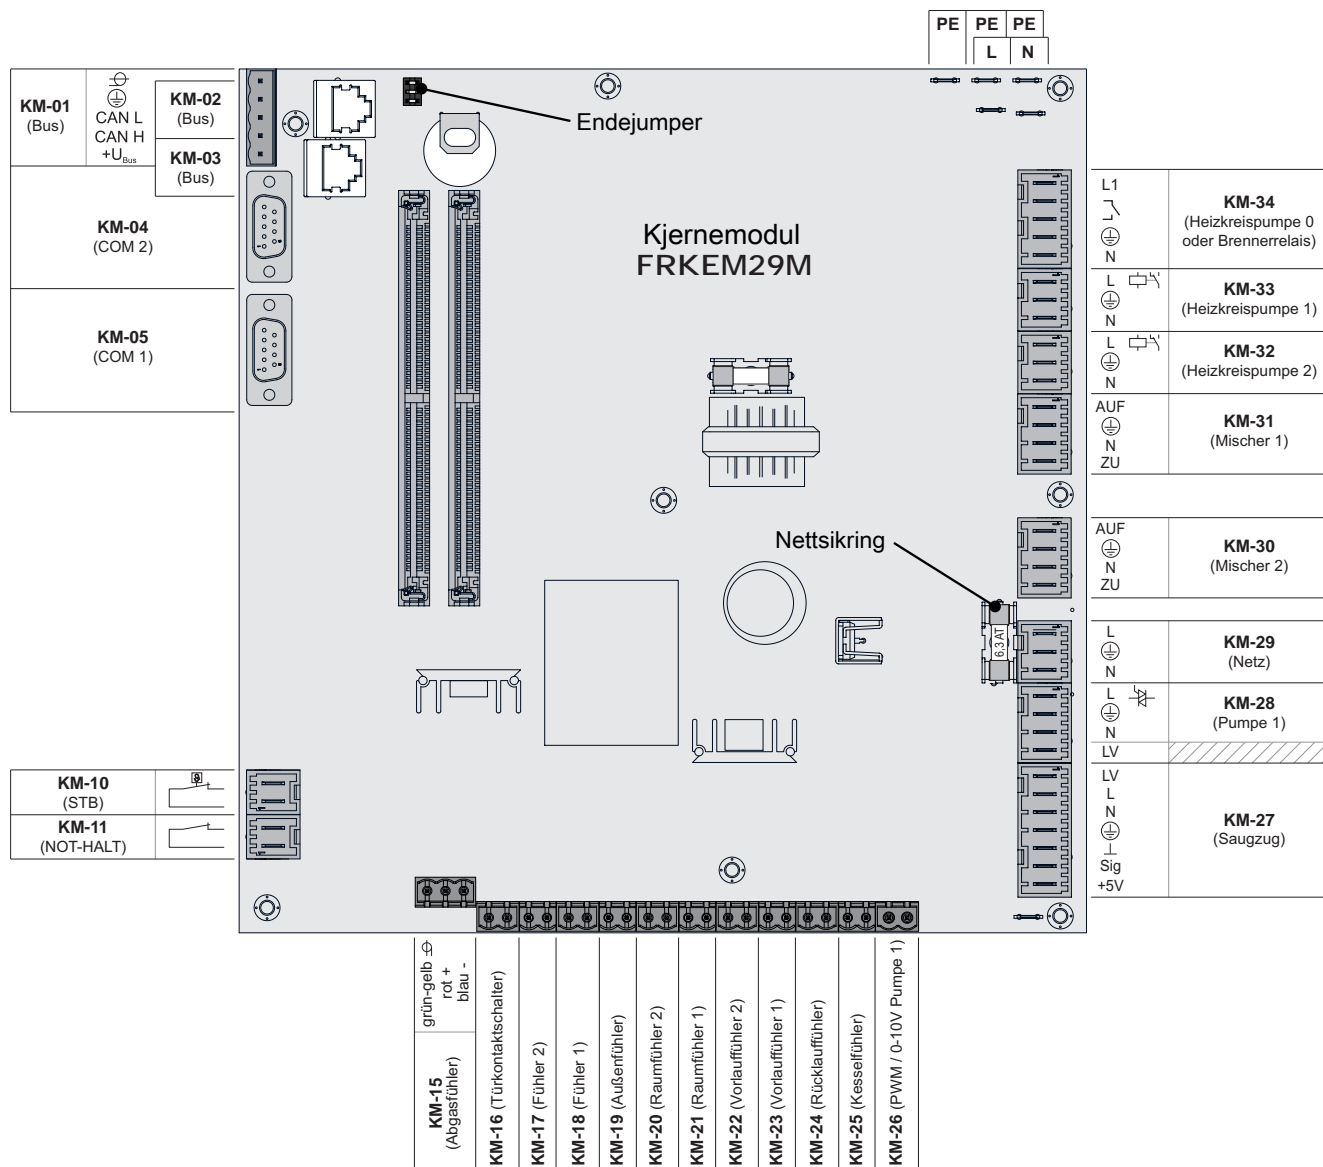 PE PE PE
L N
KM-01
(Bus)
CAN L
CAN H
+U Bus
KM-02
(Bus)
KM-03
(Bus)
KM-04
(COM 2)
KM-05
(COM 1)
Endejumper
Kjernemodul
FRKEM29M
Nettsikring
6,3 AT
L1
N
KM-34
(Heizkreispumpe 0
oder Brennerrelais)
L
N
KM-33
(Heizkreispumpe 1)
L
N
KM-32
(Heizkreispumpe 2)
AUF
N
ZU
KM-31
(Mischer 1)
AUF
N
ZU
KM-30
(Mischer 2)
L
N
KM-29
(Netz)
L
N
LV
KM-28
(Pumpe 1)
LV
L
N
Sig
+5V
KM-27
(Saugzug)
KM-10
(STB)
KM-11
(NOT-HALT)
grün-gelb
rot +
blau -
KM-15
(Abgasfühler)
KM-16 (Türkontaktschalter)
KM-17 (Fühler 2)
KM-18 (Fühler 1)
KM-19 (Außenfühler)
KM-20 (Raumfühler 2)
KM-21 (Raumfühler 1)
KM-22 (Vorlauffühler 2)
KM-23 (Vorlauffühler 1)
KM-24 (Rücklauffühler)
KM-25 (Kesselfühler)
KM-26 (PWM / 0-10V Pumpe 1)